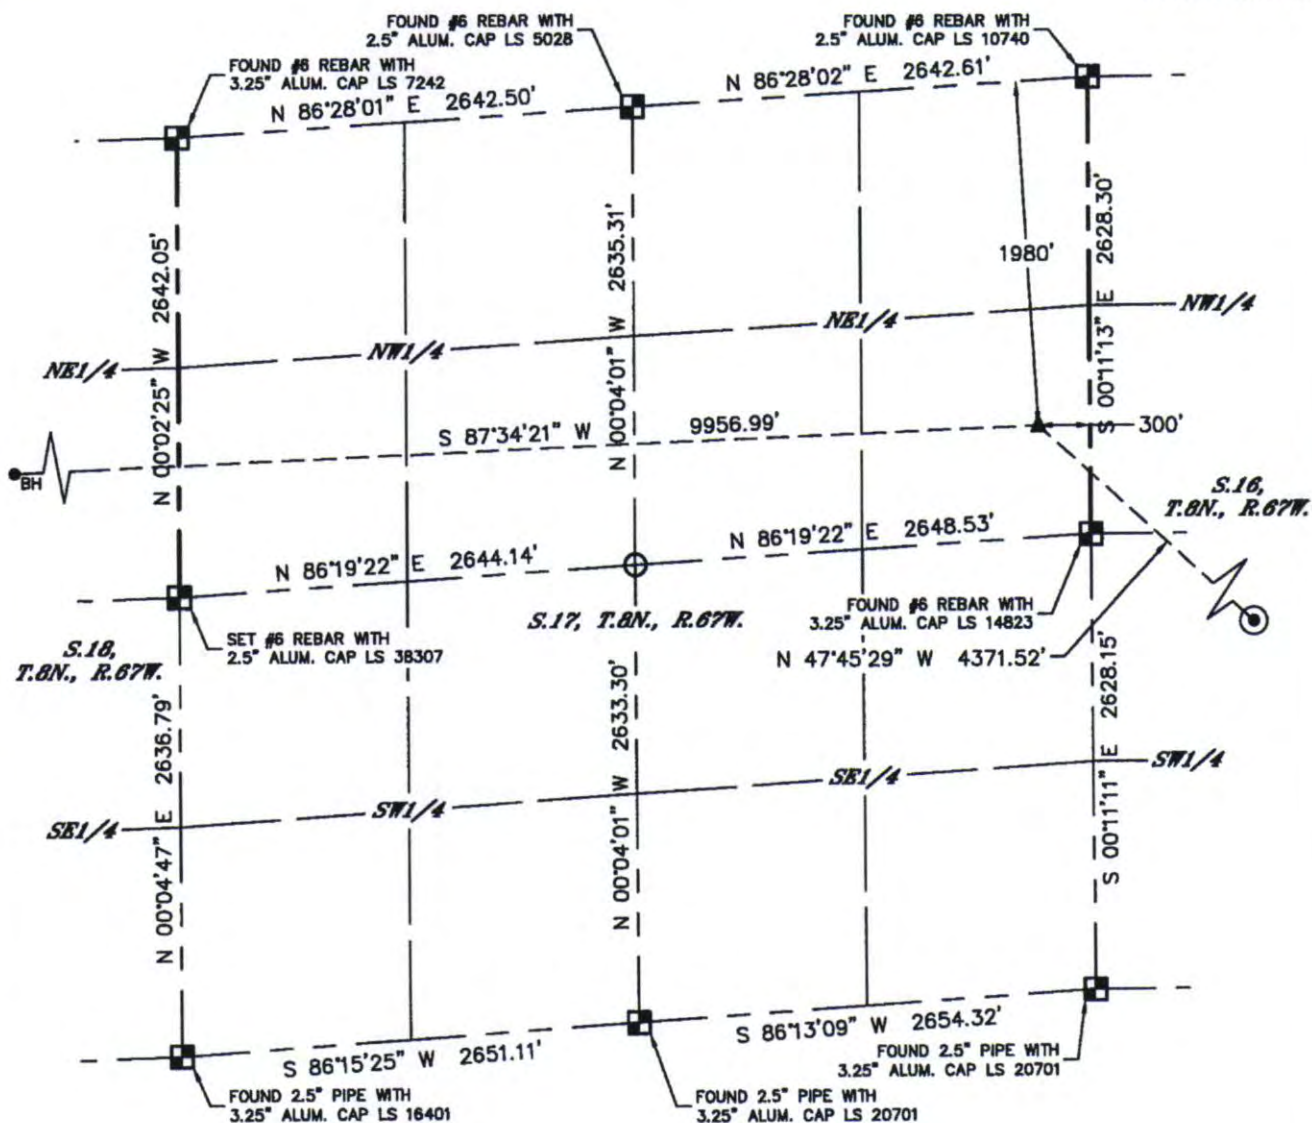 FOUND #6 REBAR WITH
2.5" ALUM. CAP LS 5028
FOUND #6 REBAR WITH
2.5" ALUM. CAP LS 10740
FOUND #6 REBAR WITH
3.25" ALUM. CAP LS 7242
N 86°28'01" E 2642.50'
N 86°28'02" E 2642.61'
N 00°02'25" W 2642.05'
N 00°04'01" W 2635.31'
S 00°11'13" E 2628.30'
1980'
NE1/4
NW1/4
NE1/4
NW1/4
S 87°34'21" W 9956.99'
300'
BH
S.16,
T.8N., R.67W.
N 86°19'22" E 2644.14'
N 86°19'22" E 2648.53'
SET #6 REBAR WITH
2.5" ALUM. CAP LS 38307
S.17, T.8N., R.67W.
FOUND #6 REBAR WITH
3.25" ALUM. CAP LS 14823
S.18,
T.8N., R.67W.
N 47°45'29" W 4371.52'
N 00°04'47" E 2636.79'
N 00°04'01" W 2633.30'
S 00°11'11" E 2628.15'
SE1/4
SW1/4
SE1/4
SW1/4
S 86°15'25" W 2651.11'
S 86°13'09" W 2654.32'
FOUND 2.5" PIPE WITH
3.25" ALUM. CAP LS 20701
FOUND 2.5" PIPE WITH
3.25" ALUM. CAP LS 16401
FOUND 2.5" PIPE WITH
3.25" ALUM. CAP LS 20701